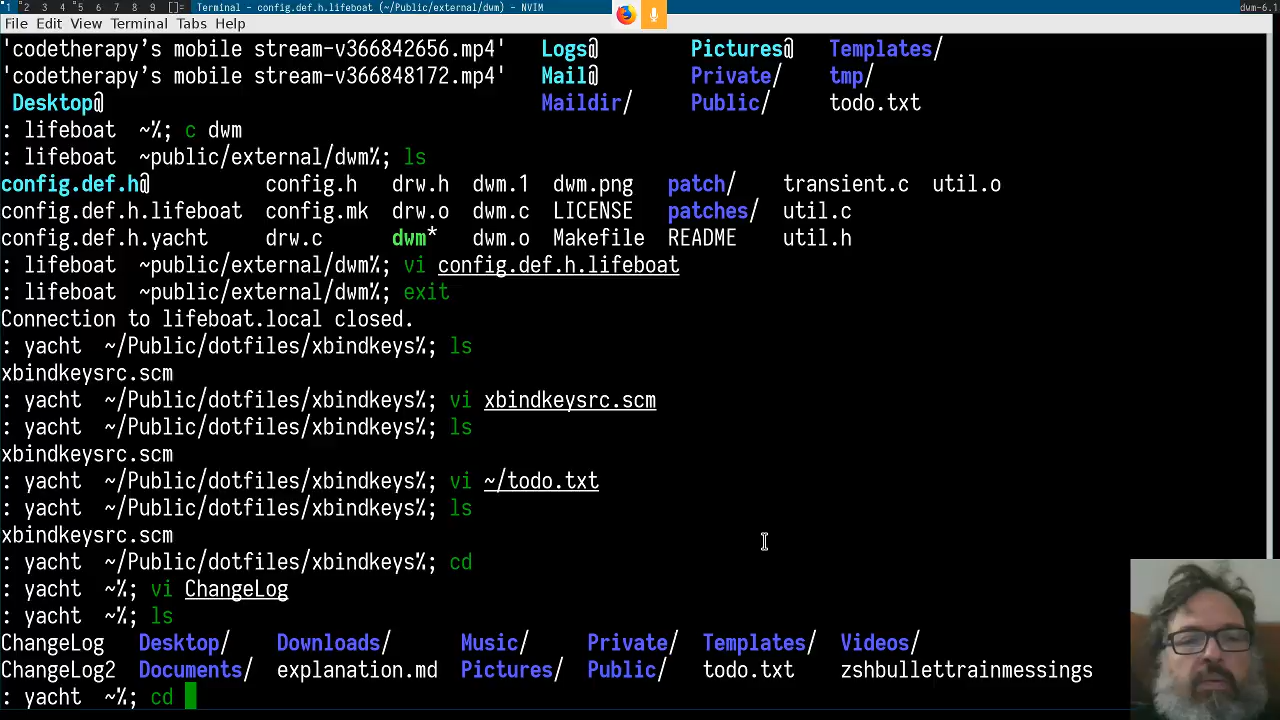 1 2 3 4 5 6 7 8 9 []= Terminal - config.def.h.lifeboat (~/Public/external/dwm) - NVIM dwm-6.1
File Edit View Terminal Tabs Help
'codetherapy’s mobile stream-v366842656.mp4' Logs@ Pictures@ Templates/
'codetherapy’s mobile stream-v366848172.mp4' Mail@ Private/ tmp/
Desktop@ Maildir/ Public/ todo.txt
: lifeboat ~%; c dwm
: lifeboat ~public/external/dwm%; ls
config.def.h@ config.h drw.h dwm.1 dwm.png patch/ transient.c util.o
config.def.h.lifeboat config.mk drw.o dwm.c LICENSE patches/ util.c
config.def.h.yacht drw.c dwm* dwm.o Makefile README util.h
: lifeboat ~public/external/dwm%; vi config.def.h.lifeboat
: lifeboat ~public/external/dwm%; exit
Connection to lifeboat.local closed.
: yacht ~/Public/dotfiles/xbindkeys%; ls
xbindkeysrc.scm
: yacht ~/Public/dotfiles/xbindkeys%; vi xbindkeysrc.scm
: yacht ~/Public/dotfiles/xbindkeys%; ls
xbindkeysrc.scm
: yacht ~/Public/dotfiles/xbindkeys%; vi ~/todo.txt
: yacht ~/Public/dotfiles/xbindkeys%; ls
xbindkeysrc.scm
: yacht ~/Public/dotfiles/xbindkeys%; cd
: yacht ~%; vi ChangeLog
: yacht ~%; ls
ChangeLog Desktop/ Downloads/ Music/ Private/ Templates/ Videos/
ChangeLog2 Documents/ explanation.md Pictures/ Public/ todo.txt zshbullettrainmessings
: yacht ~%; cd